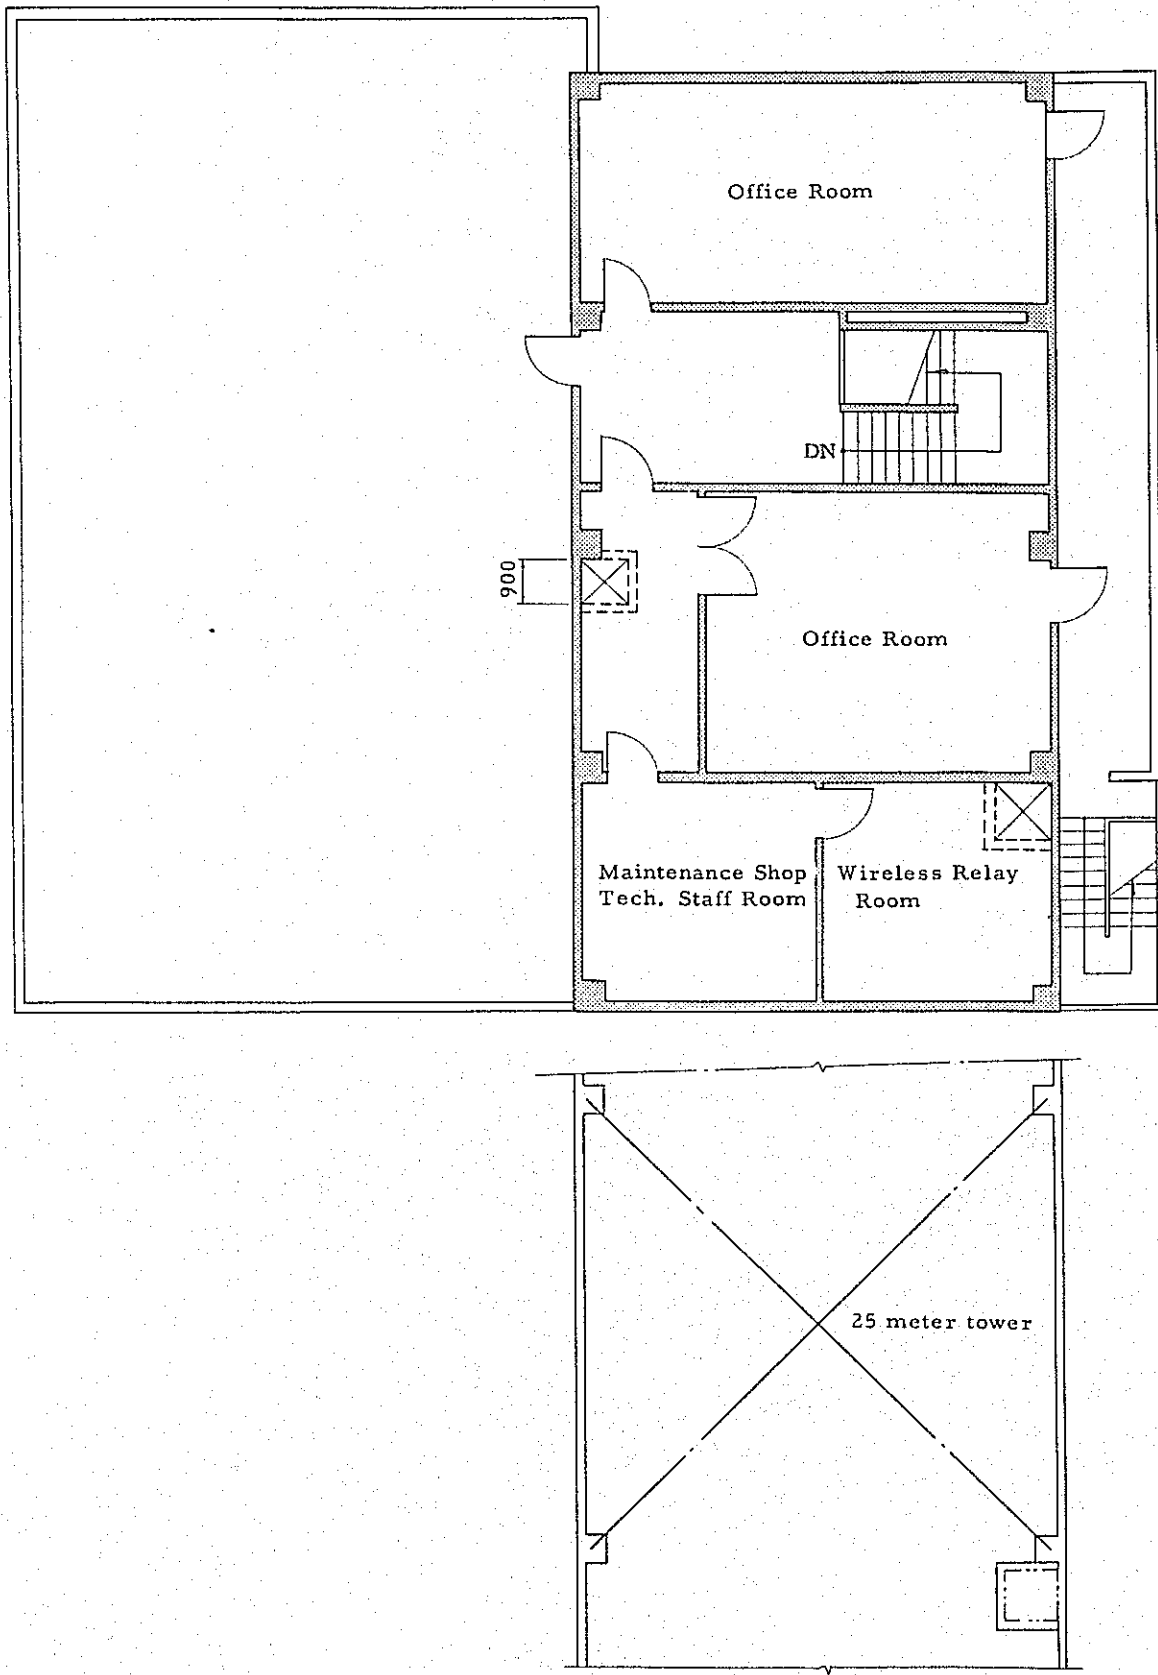 Office Room
DN
900
Office Room
Maintenance Shop
Tech. Staff Room
Wireless Relay
Room
25 meter tower